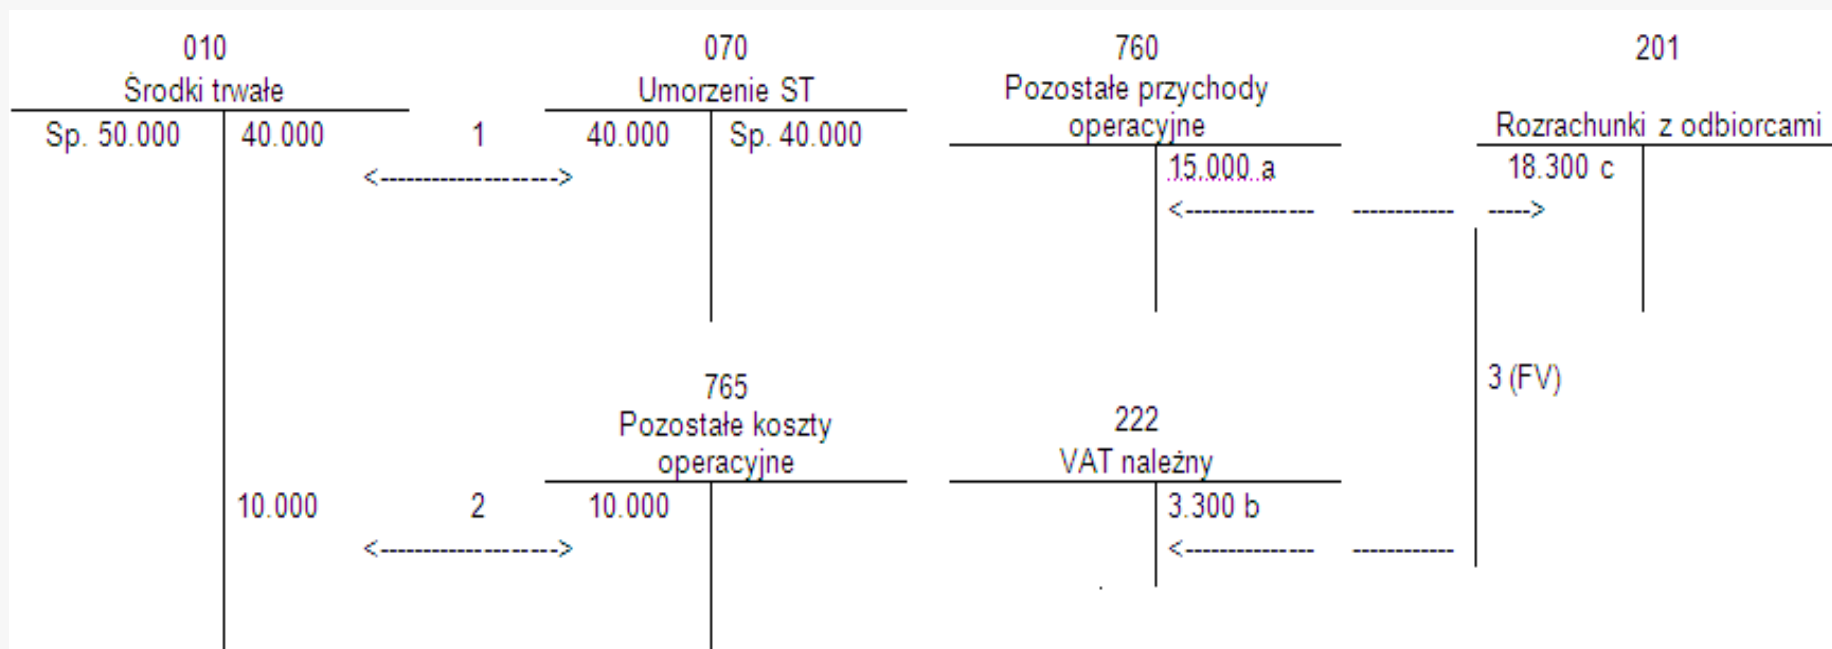 010
Środki trwałe
Sp. 50.000 40.000 1
<-------------------->
070
Umorzenie ST
40.000 Sp. 40.000
760
Pozostałe przychody
operacyjne
15.000 a
<--------------- ------------ ----->
201
Rozrachunki z odbiorcami
18.300 c
10.000 2
<-------------------->
765
Pozostałe koszty
operacyjne
10.000
222
VAT należny
3.300 b
<--------------- ------------
3 (FV)